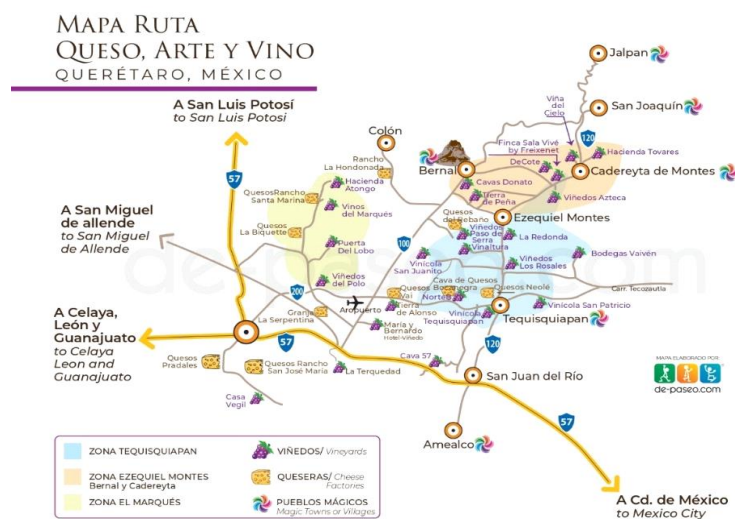 MAPA RUTA
QUESO, ARTE Y VINO
QUERÉTARO, MÉXICO
A San Luis Potosí
to San Luis Potosi
57
A San Miguel
de allende
to San Miguel
de Allende
A Celaya,
León y
Guanajuato
to Celaya
Leon and
Guanajuato
Jalpan
San Joaquín
Viña
del
Cielo
120
Finca Sala Vivé
by Freixenet
Hacienda Tovares
DeCote
Cadereyta de Montes
Colón
Rancho
La Hondonada
Bernal
Cavas Donato
Tierra
de Peña
Viñedos Azteca
Ezequiel Montes
Hacienda
Atongo
QuesosRancho
Santa Marina
Vinos
del Marqués
Quesos
La Biquette
Puerta
Del Lobo
Viñedos
del Polo
Quesos
del Rebaño
Viñedos
Paso de
Serra
Vinaltura
La Redonda
100
Vinícola
San Juanito
Viñedos
Los Rosales
Bodegas Vaivén
de-paseo.com
200
Aropuerto
Granja
La Serpentina
Quesos
Vai
Tierra
de Alonso
Cava de Quesos
Bocanegra
Norteo
Quesos Neolé
Carr. Tecozautla
Vinícola San Patricio
Vinícola
Tequisquiapan
Tequisquiapan
María y
Bernardo
Hotel-Viñedo
57
120
Quesos
Pradales
Quesos Rancho
San José María
La Terquedad
Cava 57
San Juan del Río
Casa
Vegil
Amealco
57
MAPA ELABORADO POR:
de-paseo.com
A Cd. de México
to Mexico City
ZONA TEQUISQUIAPAN
ZONA EZEQUIEL MONTES
Bernal y Cadereyta
ZONA EL MARQUÉS
VIÑEDOS/ Vineyards
QUESERAS/ Cheese
Factories
PUEBLOS MÁGICOS
Magic Towns or Villages